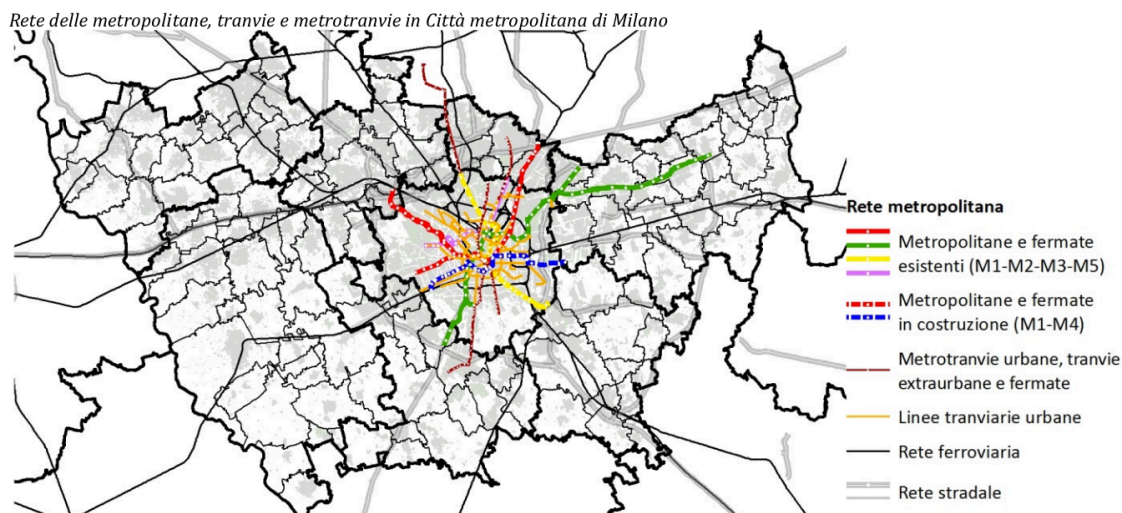 Rete delle metropolitane, tranvie e metrotranvie in Città metropolitana di Milano
Rete metropolitana
Metropolitane e fermate
esistenti (M1-M2-M3-M5)
Metropolitane e fermate
in costruzione (M1-M4)
Metrotranvie urbane, tranvie
extraurbane e fermate
Linee tranviarie urbane
Rete ferroviaria
Rete stradale